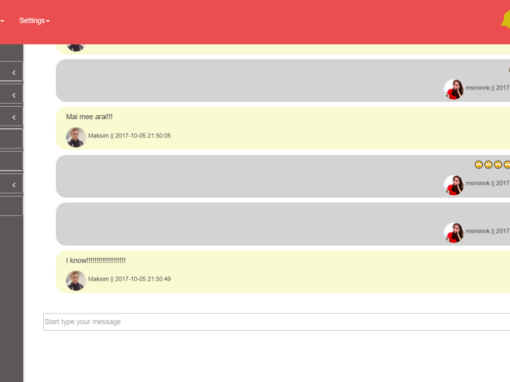 Settings
Mai mee arai!!!
msminnk || 2017-
Maksim || 2017-10-05 21:50:05
msminnk || 2017-
msminnk || 2017-
I know!!!!!!!!!!!!!!!!!!!!
Maksim || 2017-10-05 21:50:49
Start type your message